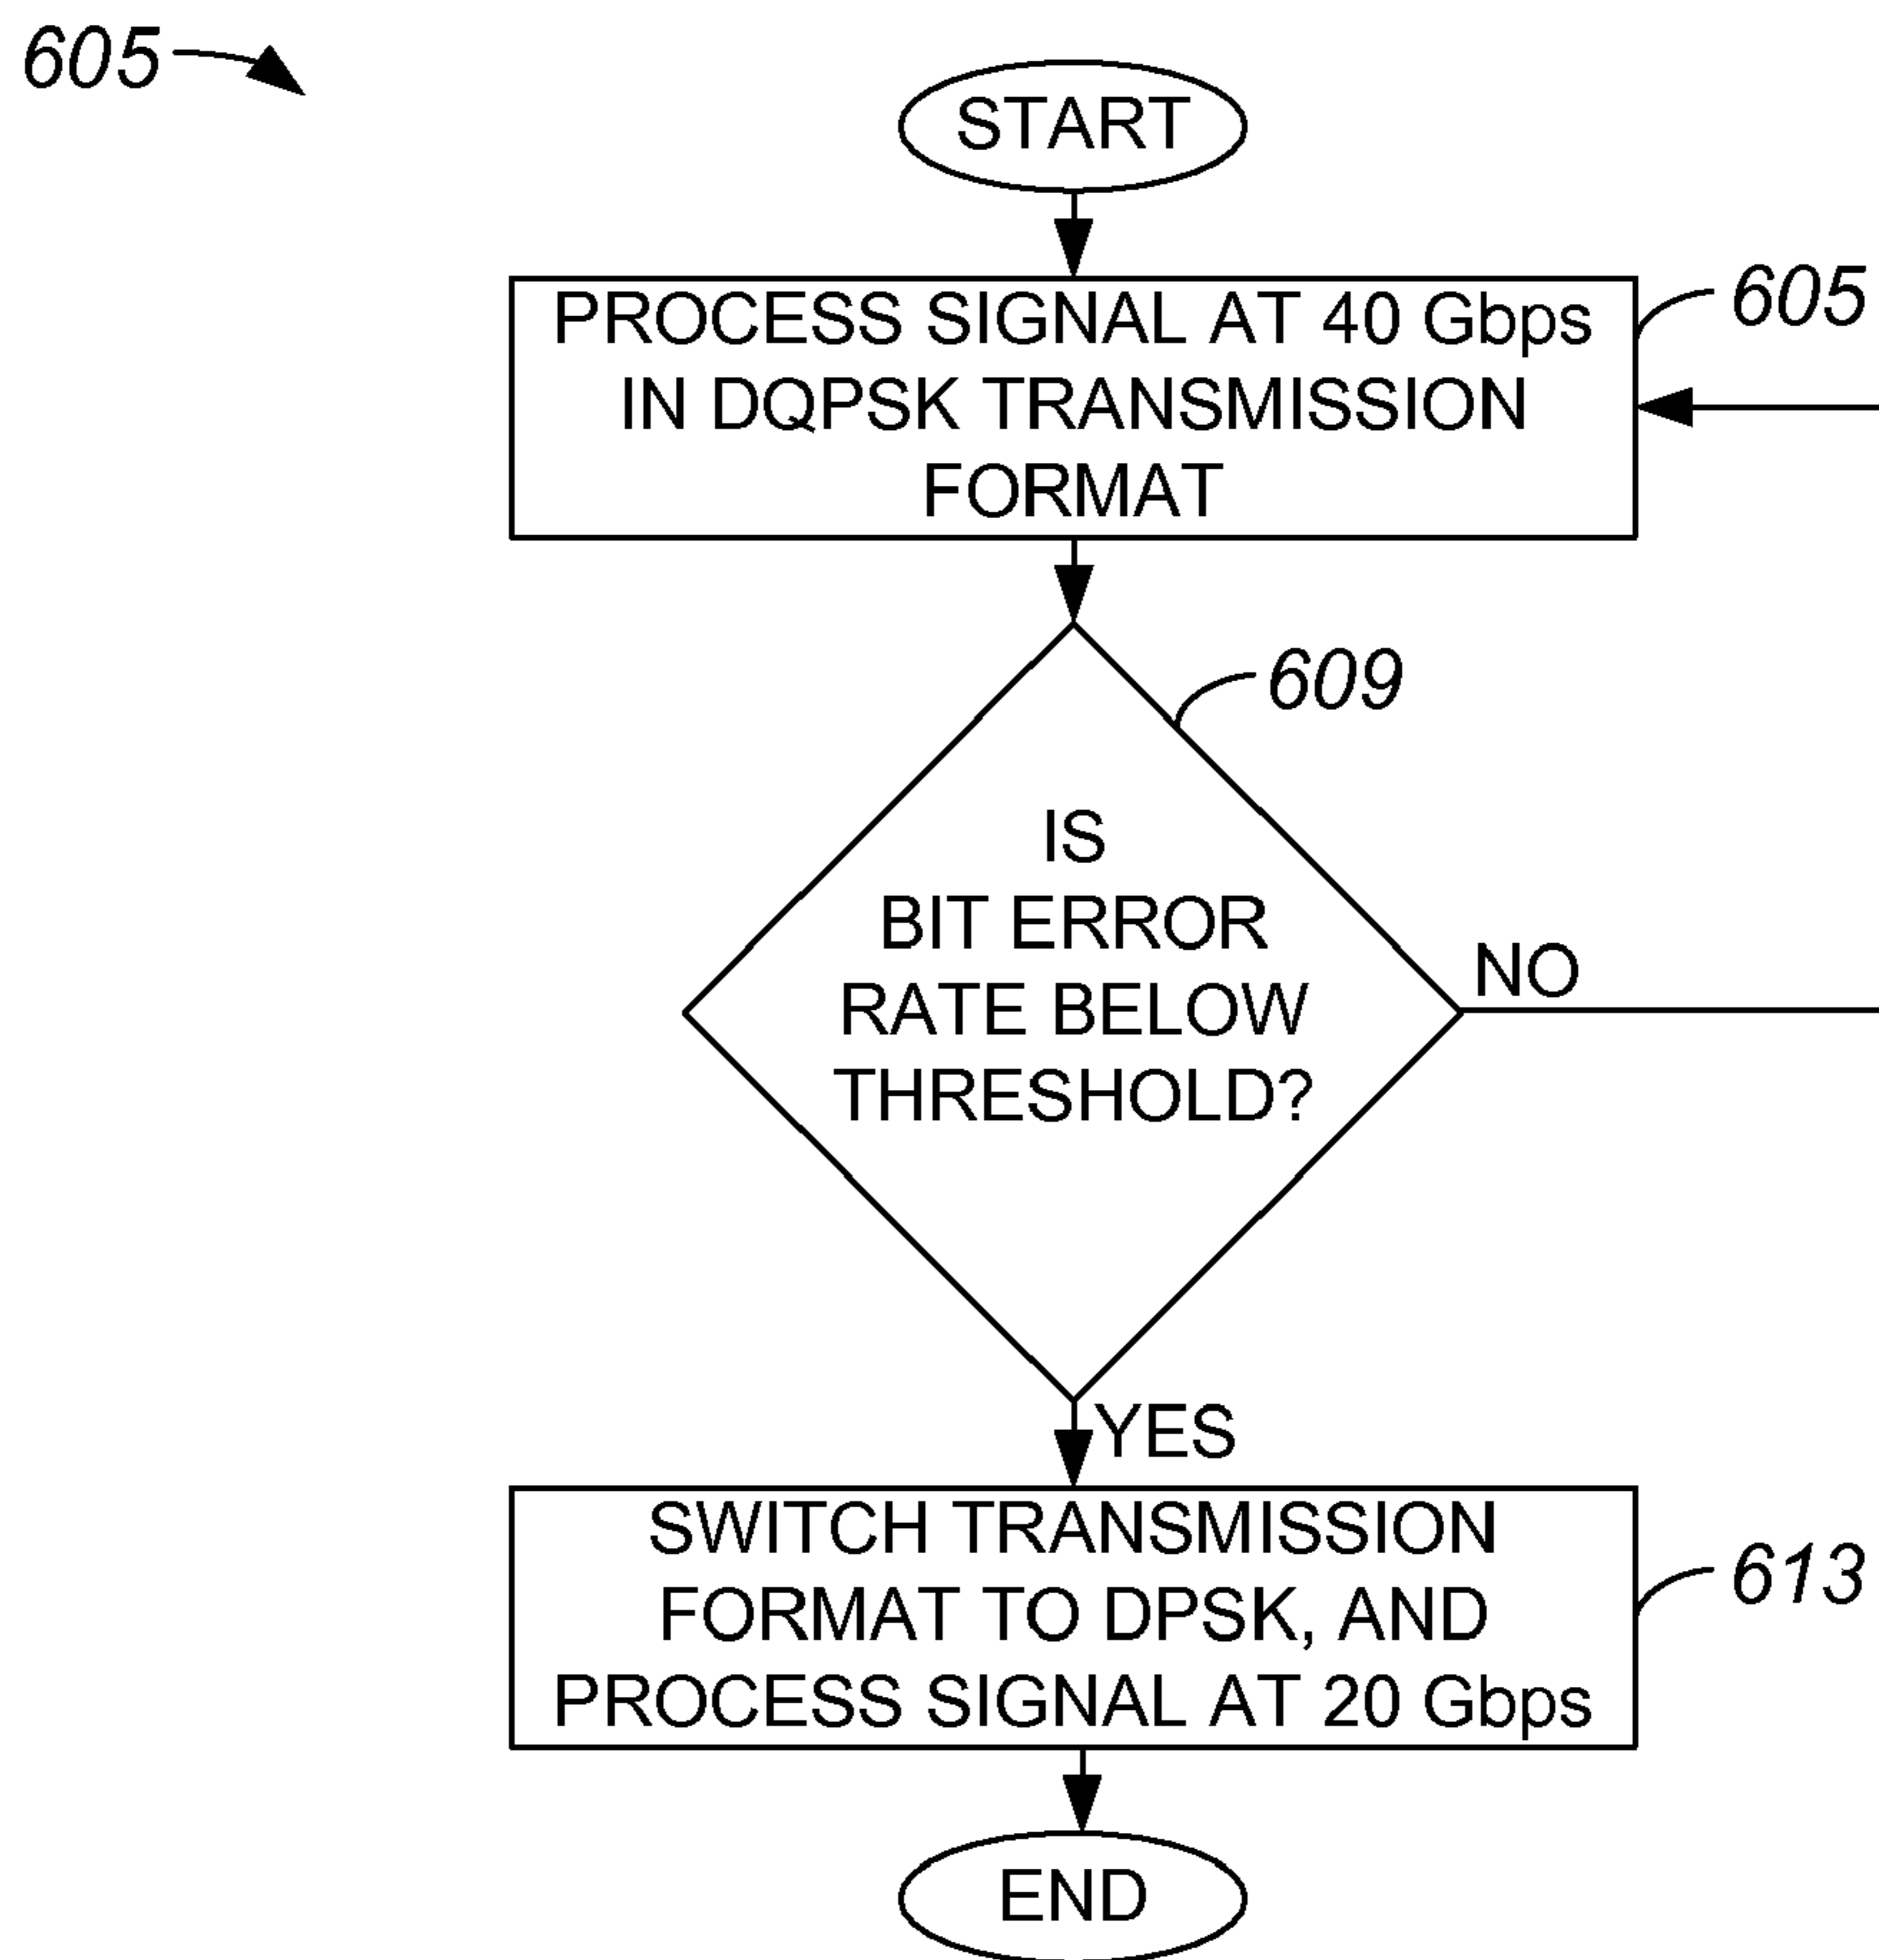 605
START
PROCESS SIGNAL AT 40 Gbps
IN DQPSK TRANSMISSION
FORMAT
605
609
IS
BIT ERROR
RATE BELOW
THRESHOLD?
NO
YES
SWITCH TRANSMISSION
FORMAT TO DPSK, AND
PROCESS SIGNAL AT 20 Gbps
613
END